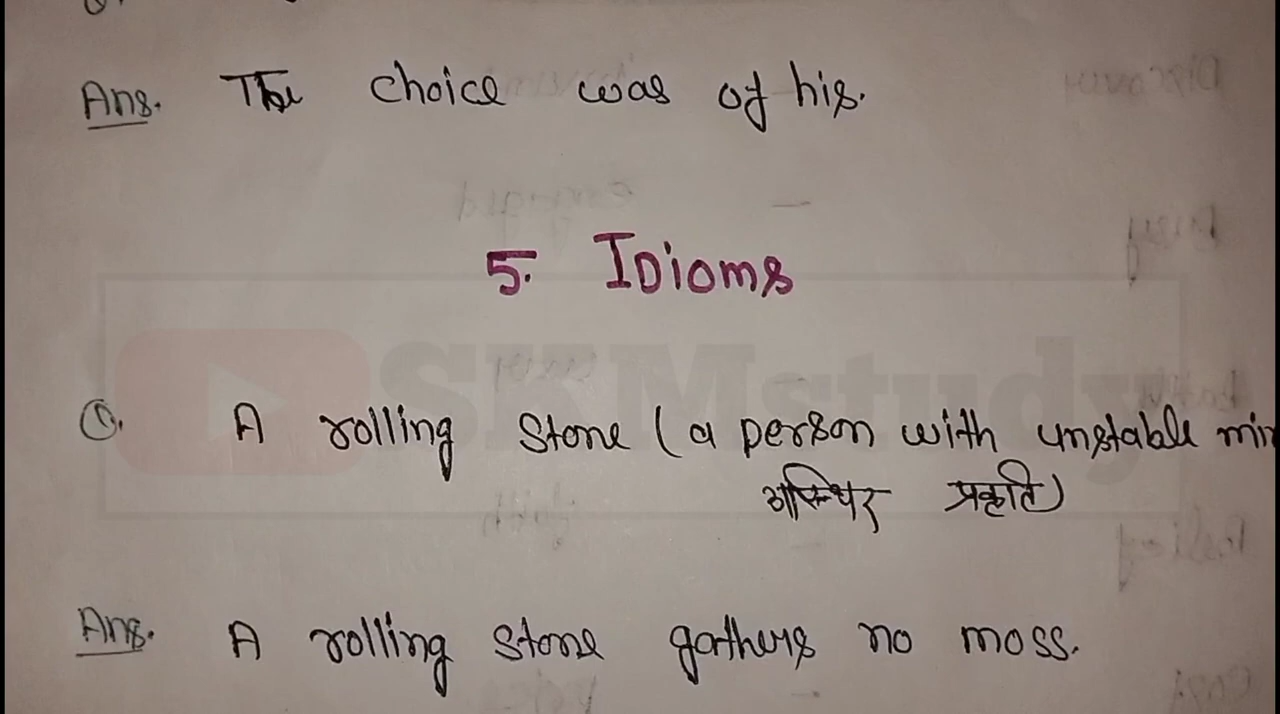 Ans. The choice was of his.
5. Idioms
SKMstudy
Q. A rolling stone (a person with unstable
अस्थिर प्रकृति)
Ans. A rolling stone gathers no moss.